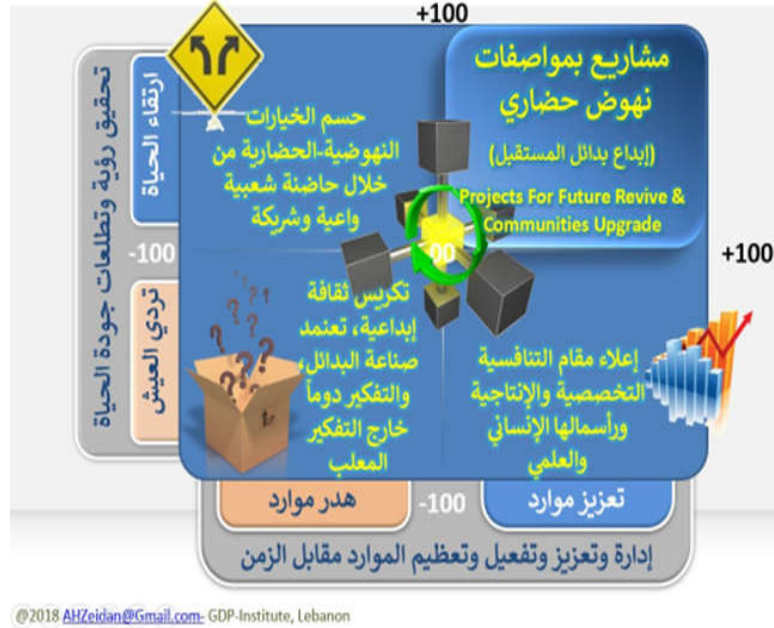 +100
مشاريع بمواصفات
نهوض حضاري
(إبداع بدائل المستقبل)
Projects For Future Revive &
Communities Upgrade
حسم الخيارات
النهوضية-الحضارية من
خلال حاضنة شعبية
واعية وشريكة
تحقيق رؤية وتطلعات جودة الحياة
ارتقاء الحياة
-100
00
+100
تردي العيش
تكريس ثقافة
إبداعية، تعتمد
صناعة البدائل،
والتفكير دوماً
خارج التفكير
المعلب
إعلاء مقام التنافسية
التخصصية والإنتاجية
ورأسمالها الإنساني
والعلمي
تعزيز موارد
-100
هدر موارد
إدارة وتعزيز وتفعيل وتعظيم الموارد مقابل الزمن
@2018 AHZeidan@Gmail.com- GDP-Institute, Lebanon